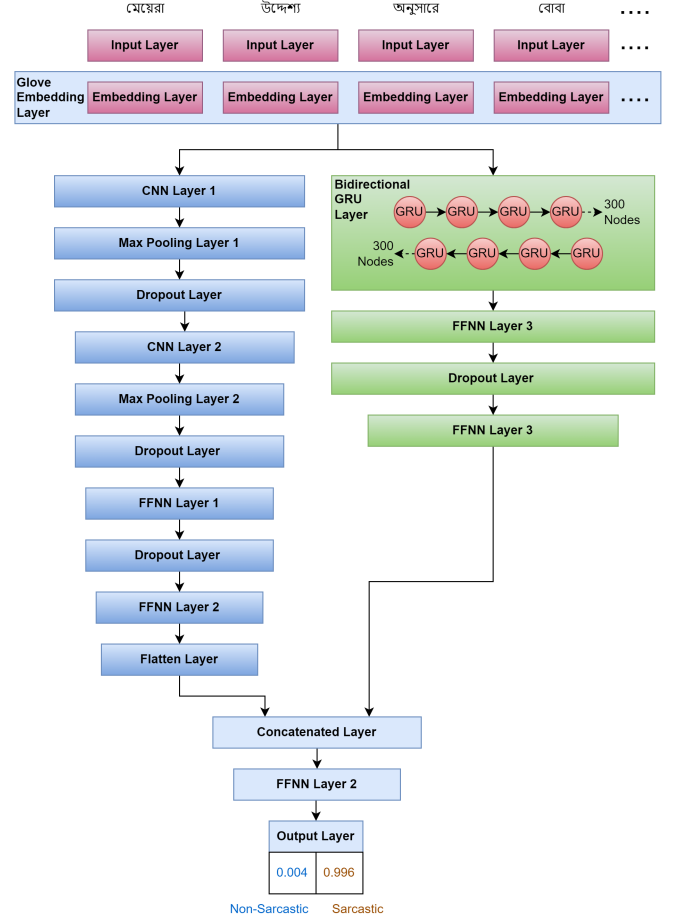 মেয়েরা উদ্দেশ্য অনুসারে বোবা ....
Input Layer Input Layer Input Layer Input Layer ....
Glove
Embedding
Layer
Embedding Layer Embedding Layer Embedding Layer Embedding Layer ....
CNN Layer 1
Max Pooling Layer 1
Dropout Layer
CNN Layer 2
Max Pooling Layer 2
Dropout Layer
FFNN Layer 1
Dropout Layer
FFNN Layer 2
Flatten Layer
Bidirectional
GRU
Layer
GRU GRU GRU GRU 300
Nodes
300
Nodes GRU GRU GRU GRU
FFNN Layer 3
Dropout Layer
FFNN Layer 3
Concatenated Layer
FFNN Layer 2
Output Layer
0.004 0.996
Non-Sarcastic Sarcastic